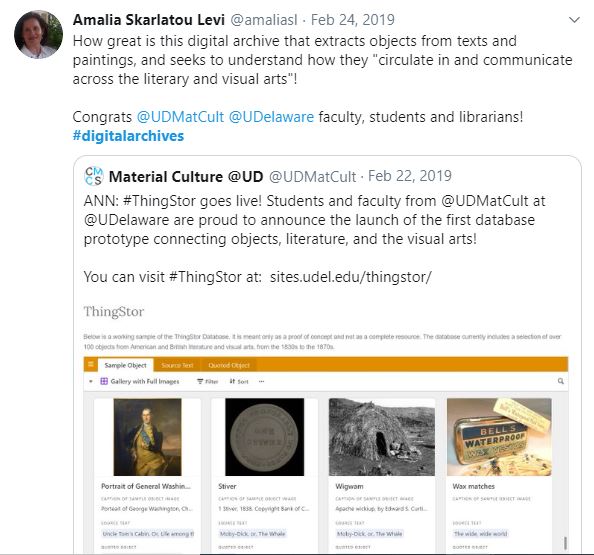 Amalia Skarlatou Levi @amaliasl · Feb 24, 2019
How great is this digital archive that extracts objects from texts and
paintings, and seeks to understand how they "circulate in and communicate
across the literary and visual arts"!
Congrats @UDMatCult @UDelaware faculty, students and librarians!
#digitalarchives
CM
CS
Material Culture @UD @UDMatCult · Feb 22, 2019
ANN: #ThingStor goes live! Students and faculty from @UDMatCult at
@UDelaware are proud to announce the launch of the first database
prototype connecting objects, literature, and the visual arts!
You can visit #ThingStor at: sites.udel.edu/thingstor/
ThingStor
Below is a working sample of the ThingStor Database. It is meant only as a proof of concept and not as a complete resource. The database currently includes a selection of over
100 objects from American and British literature and visual arts, from the 1830s to the 1870s.
Sample Object Source Text Quoted Object
Gallery with Full Images Filter Sort ...
ONE
STIVER
BELL'S
WATERPROOF
WAX VESTAS
Portrait of General Washin... Stiver Wigwam Wax matches
CAPTION OF SAMPLE OBJECT IMAGE CAPTION OF SAMPLE OBJECT IMAGE CAPTION OF SAMPLE OBJECT IMAGE CAPTION OF SAMPLE OBJECT IMAGE
Portrait of George Washington, Ch... 1 Stiver, 1838. Copyright Bank of C... Apache wickiup, by Edward S. Curti...
SOURCE TEXT SOURCE TEXT SOURCE TEXT SOURCE TEXT
Uncle Tom's Cabin, Or, Life among t Moby-Dick, or, The Whale Moby-Dick, or, The Whale The wide, wide world
QUOTED OBJECT QUOTED OBJECT QUOTED OBJECT QUOTED OBJECT